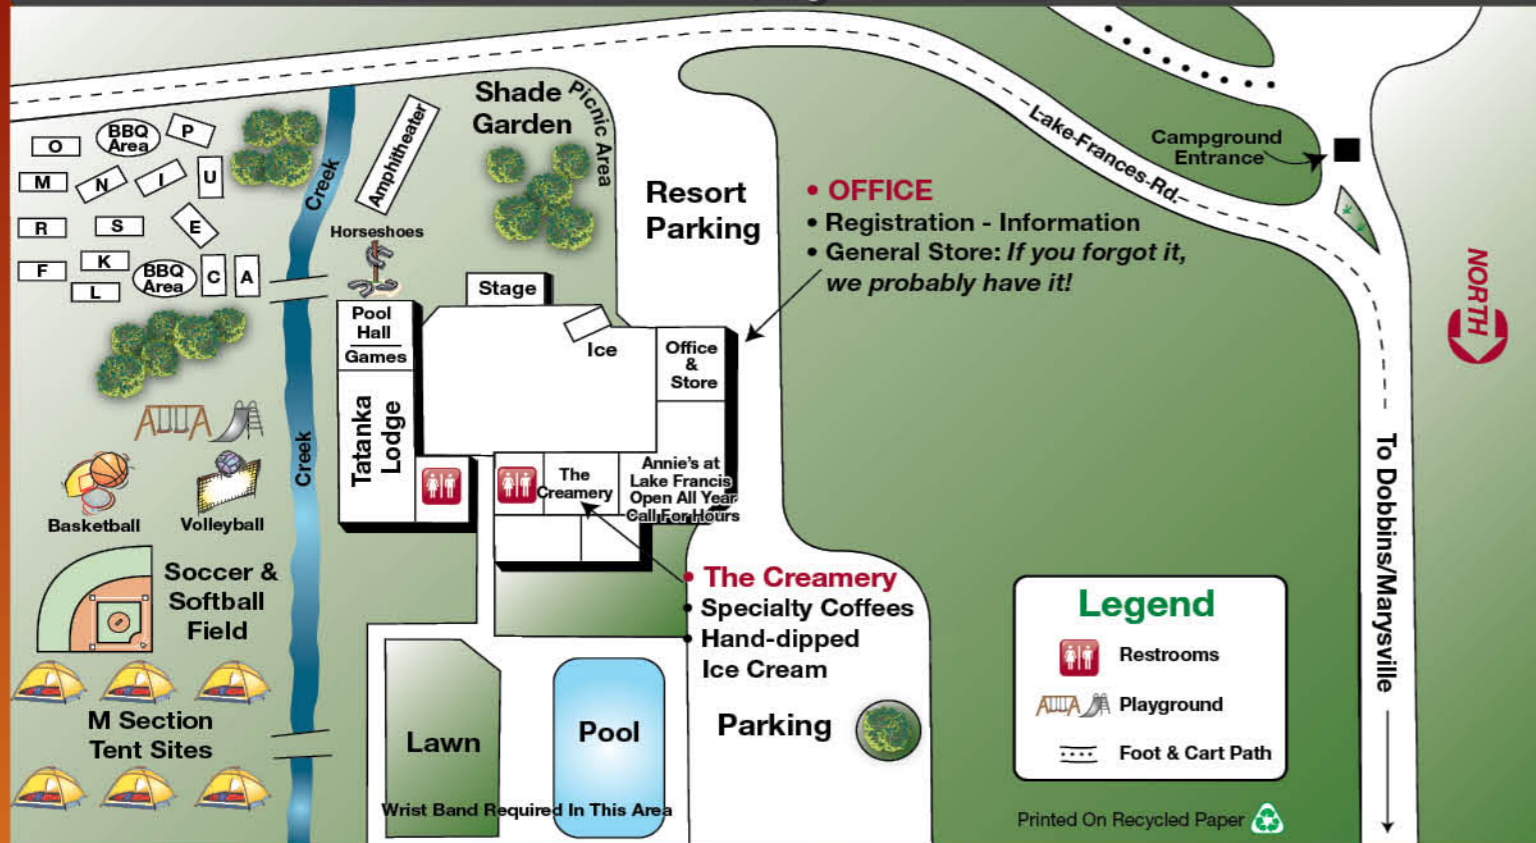 Shade
Garden
Picnic Area
Amphitheater
Creek
O
BBQ
Area
P
M
N
I
U
R
S
E
F
K
L
BBQ
Area
C
A
Horseshoes
Resort
Parking
Lake Frances Rd.
Campground
Entrance
• OFFICE
• Registration - Information
• General Store: If you forgot it,
we probably have it!
NORTH
Stage
Ice
Pool
Hall
Games
Tatanka
Lodge
Office
&
Store
The
Creamery
Annie's at
Lake Francis
Open All Year
Call For Hours
Creek
Basketball
Volleyball
Soccer &
Softball
Field
M Section
Tent Sites
• The Creamery
• Specialty Coffees
• Hand-dipped
Ice Cream
Parking
Lawn
Pool
Wrist Band Required In This Area
To Dobbins/Marysville
Legend
Restrooms
Playground
Foot & Cart Path
Printed On Recycled Paper